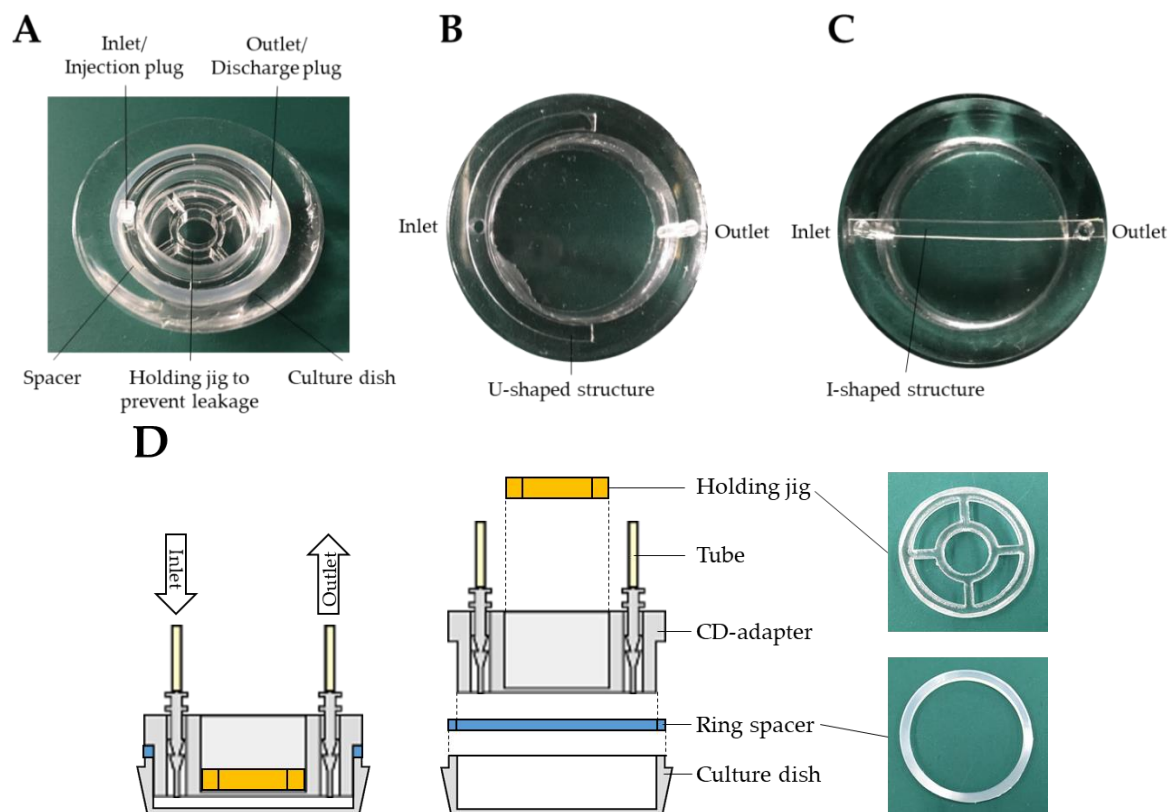 A
Inlet/
Injection plug
Outlet/
Discharge plug
Spacer
Holding jig to
prevent leakage
Culture dish
B
Inlet
Outlet
U-shaped structure
C
Inlet
Outlet
I-shaped structure
D
Inlet
Outlet
Holding jig
Tube
CD-adapter
Ring spacer
Culture dish